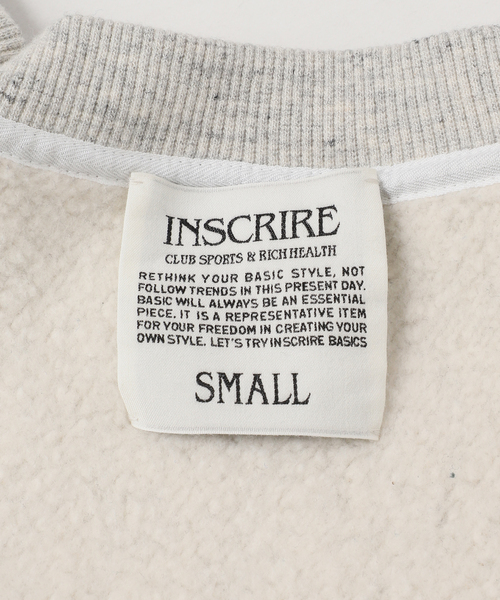 INSCRIRE
CLUB SPORTS & RICH HEALTH
RETHINK YOUR BASIC STYLE, NOT
FOLLOW TRENDS IN THIS PRESENT DAY.
BASIC WILL ALWAYS BE AN ESSENTIAL
PIECE. IT IS A REPRESENTATIVE ITEM
FOR YOUR FREEDOM IN CREATING YOUR
OWN STYLE. LET'S TRY INSCRIRE BASICS
SMALL